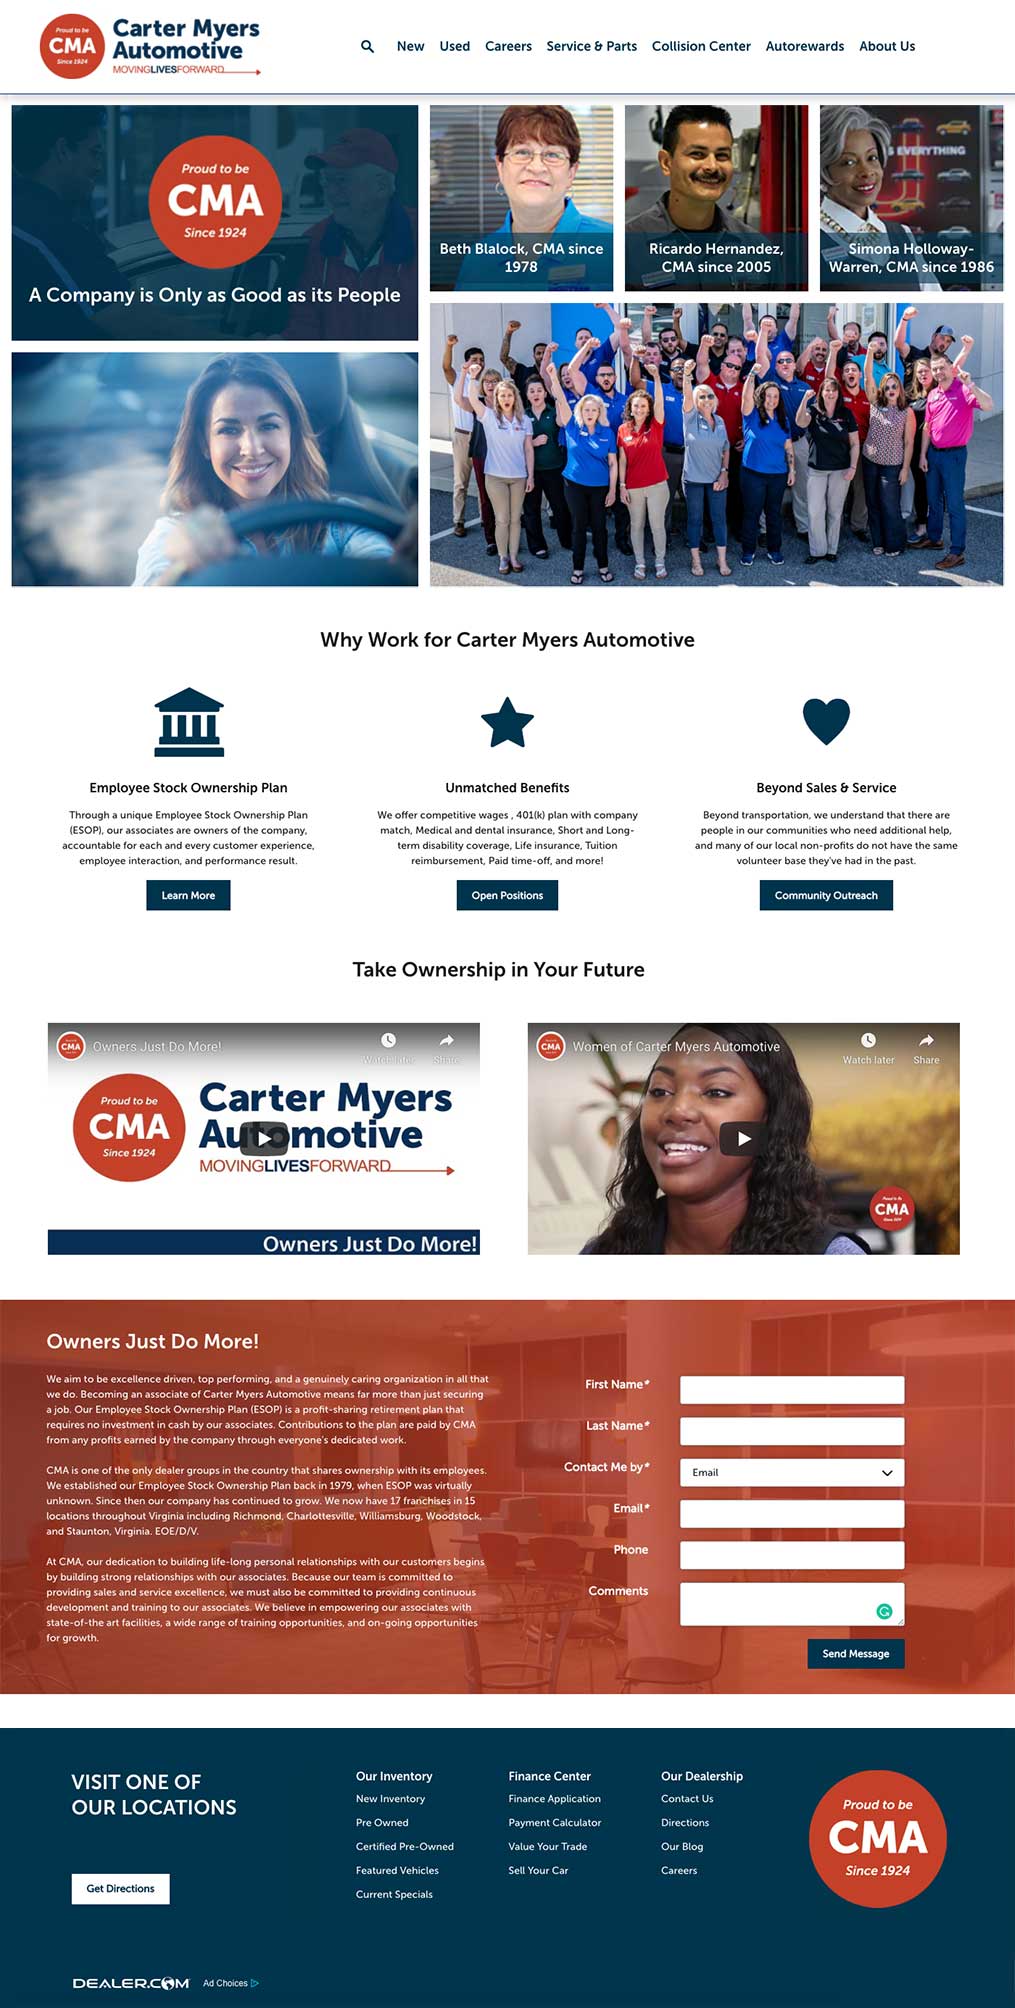 Proud to be
CMA
Since 1924
Carter Myers
Automotive
MOVINGLIVESFORWARD
New Used Careers Service & Parts Collision Center Autorewards About Us
Proud to be
CMA
Since 1924
A Company is Only as Good as its People
Beth Blalock, CMA since
1978
Ricardo Hernandez,
CMA since 2005
S EVERYTHING
Simona Holloway-
Warren, CMA since 1986
Why Work for Carter Myers Automotive
Employee Stock Ownership Plan
Through a unique Employee Stock Ownership Plan
(ESOP), our associates are owners of the company,
accountable for each and every customer experience,
employee interaction, and performance result.
Learn More
Unmatched Benefits
We offer competitive wages , 401(k) plan with company
match, Medical and dental insurance, Short and Long-
term disability coverage, Life insurance, Tuition
reimbursement, Paid time-off, and more!
Open Positions
Beyond Sales & Service
Beyond transportation, we understand that there are
people in our communities who need additional help,
and many of our local non-profits do not have the same
volunteer base they've had in the past.
Community Outreach
Take Ownership in Your Future
CMA
Owners Just Do More!
Watch later
Share
Proud to be
CMA
Since 1924
Carter Myers
Automotive
MOVINGLIVESFORWARD
Owners Just Do More!
CMA
Women of Carter Myers Automotive
Watch later
Share
Proud to be
CMA
Since 1924
Owners Just Do More!
We aim to be excellence driven, top performing, and a genuinely caring organization in all that
we do. Becoming an associate of Carter Myers Automotive means far more than just securing
a job. Our Employee Stock Ownership Plan (ESOP) is a profit-sharing retirement plan that
requires no investment in cash by our associates. Contributions to the plan are paid by CMA
from any profits earned by the company through everyone's dedicated work.
CMA is one of the only dealer groups in the country that shares ownership with its employees.
We established our Employee Stock Ownership Plan back in 1979, when ESOP was virtually
unknown. Since then our company has continued to grow. We now have 17 franchises in 15
locations throughout Virginia including Richmond, Charlottesville, Williamsburg, Woodstock,
and Staunton, Virginia. EOE/D/V.
At CMA, our dedication to building life-long personal relationships with our customers begins
by building strong relationships with our associates. Because our team is committed to
providing sales and service excellence, we must also be committed to providing continuous
development and training to our associates. We believe in empowering our associates with
state-of-the art facilities, a wide range of training opportunities, and on-going opportunities
for growth.
First Name*
Last Name*
Contact Me by*
Email
Email*
Phone
Comments
Send Message
VISIT ONE OF
OUR LOCATIONS
Get Directions
Our Inventory
New Inventory
Pre Owned
Certified Pre-Owned
Featured Vehicles
Current Specials
Finance Center
Finance Application
Payment Calculator
Value Your Trade
Sell Your Car
Our Dealership
Contact Us
Directions
Our Blog
Careers
Proud to be
CMA
Since 1924
DEALER.COM
Ad Choices